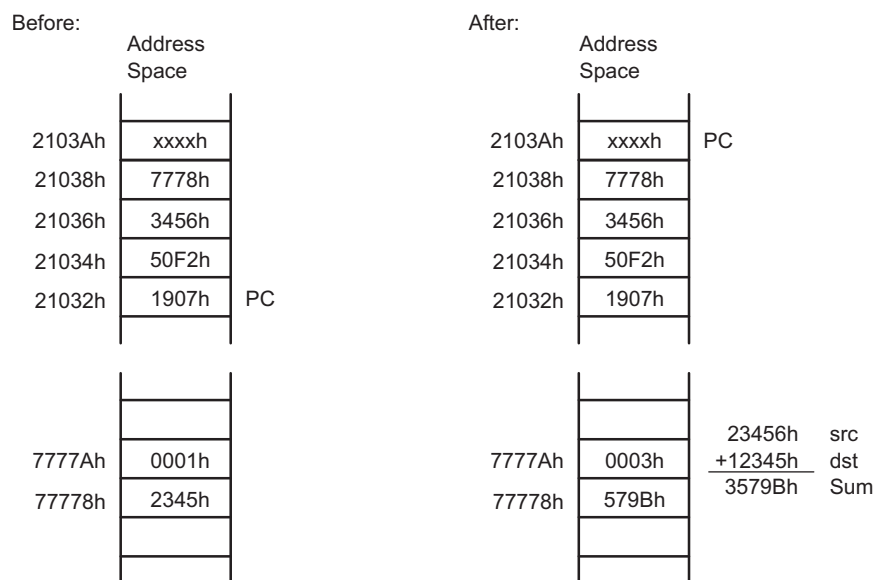 Before:
Address
Space
2103Ah xxxxh
21038h 7778h
21036h 3456h
21034h 50F2h
21032h 1907h PC
7777Ah 0001h
77778h 2345h
After:
Address
Space
2103Ah xxxxh PC
21038h 7778h
21036h 3456h
21034h 50F2h
21032h 1907h
7777Ah 0003h
77778h 579Bh
23456h src
+12345h dst
3579Bh Sum